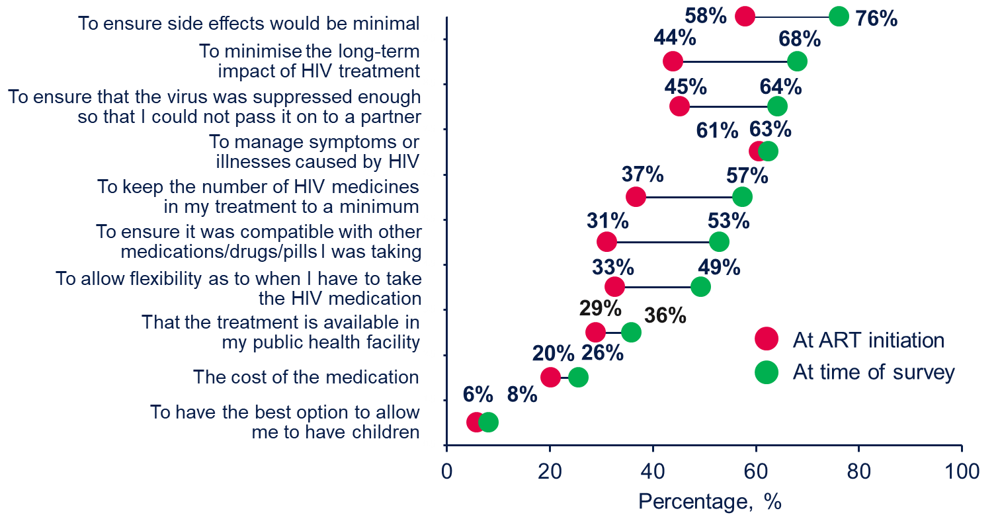 To ensure side effects would be minimal
58%
76%
To minimise the long-term
impact of HIV treatment
44%
68%
To ensure that the virus was suppressed enough
so that I could not pass it on to a partner
45%
64%
To manage symptoms or
illnesses caused by HIV
61%
63%
To keep the number of HIV medicines
in my treatment to a minimum
37%
57%
To ensure it was compatible with other
medications/drugs/pills I was taking
31%
53%
To allow flexibility as to when I have to take
the HIV medication
33%
49%
That the treatment is available in
my public health facility
29%
36%
The cost of the medication
20%
26%
To have the best option to allow
me to have children
6%
8%
At ART initiation
At time of survey
0 20 40 60 80 100
Percentage, %